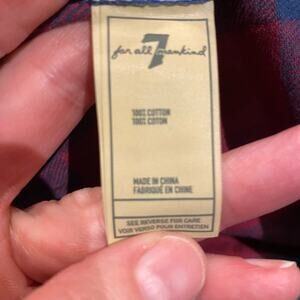 7
for all mankind
100% COTTON
100% COTON
MADE IN CHINA
FABRIQUÉ EN CHINE
SEE REVERSE FOR CARE
VOIR VERSO POUR ENTRETIEN